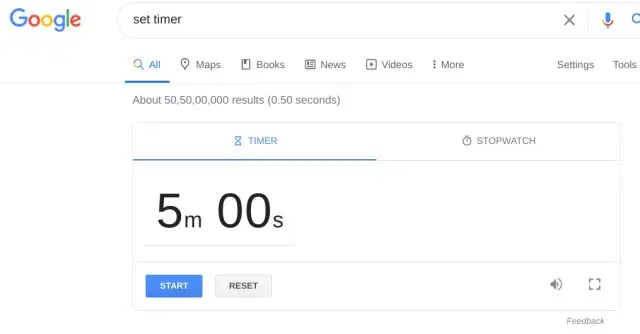 Google
set timer
All Maps Books News Videos More Settings Tools
About 50,50,00,000 results (0.50 seconds)
TIMER STOPWATCH
5m 00s
START RESET
Feedback